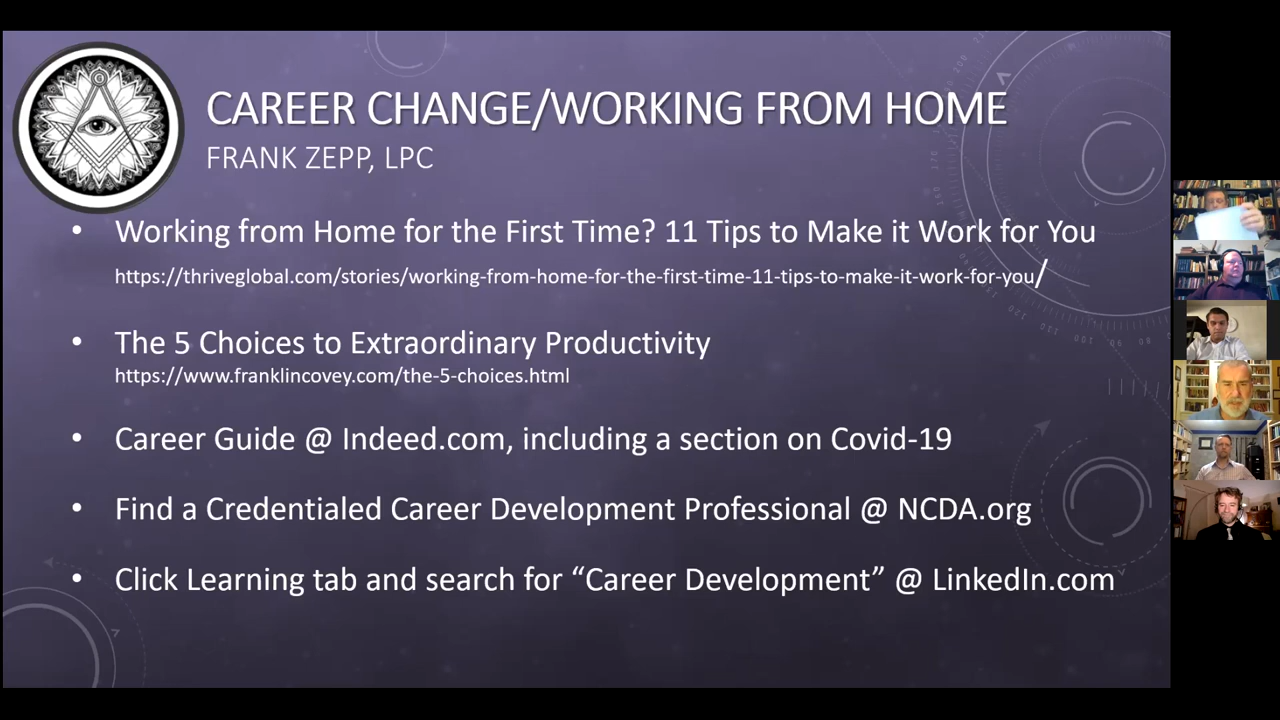 CAREER CHANGE/WORKING FROM HOME
FRANK ZEPP, LPC
• Working from Home for the First Time? 11 Tips to Make it Work for You
https://thriveglobal.com/stories/working-from-home-for-the-first-time-11-tips-to-make-it-work-for-you/
• The 5 Choices to Extraordinary Productivity
https://www.franklincovey.com/the-5-choices.html
• Career Guide @ Indeed.com, including a section on Covid-19
• Find a Credentialed Career Development Professional @ NCDA.org
• Click Learning tab and search for “Career Development” @ LinkedIn.com